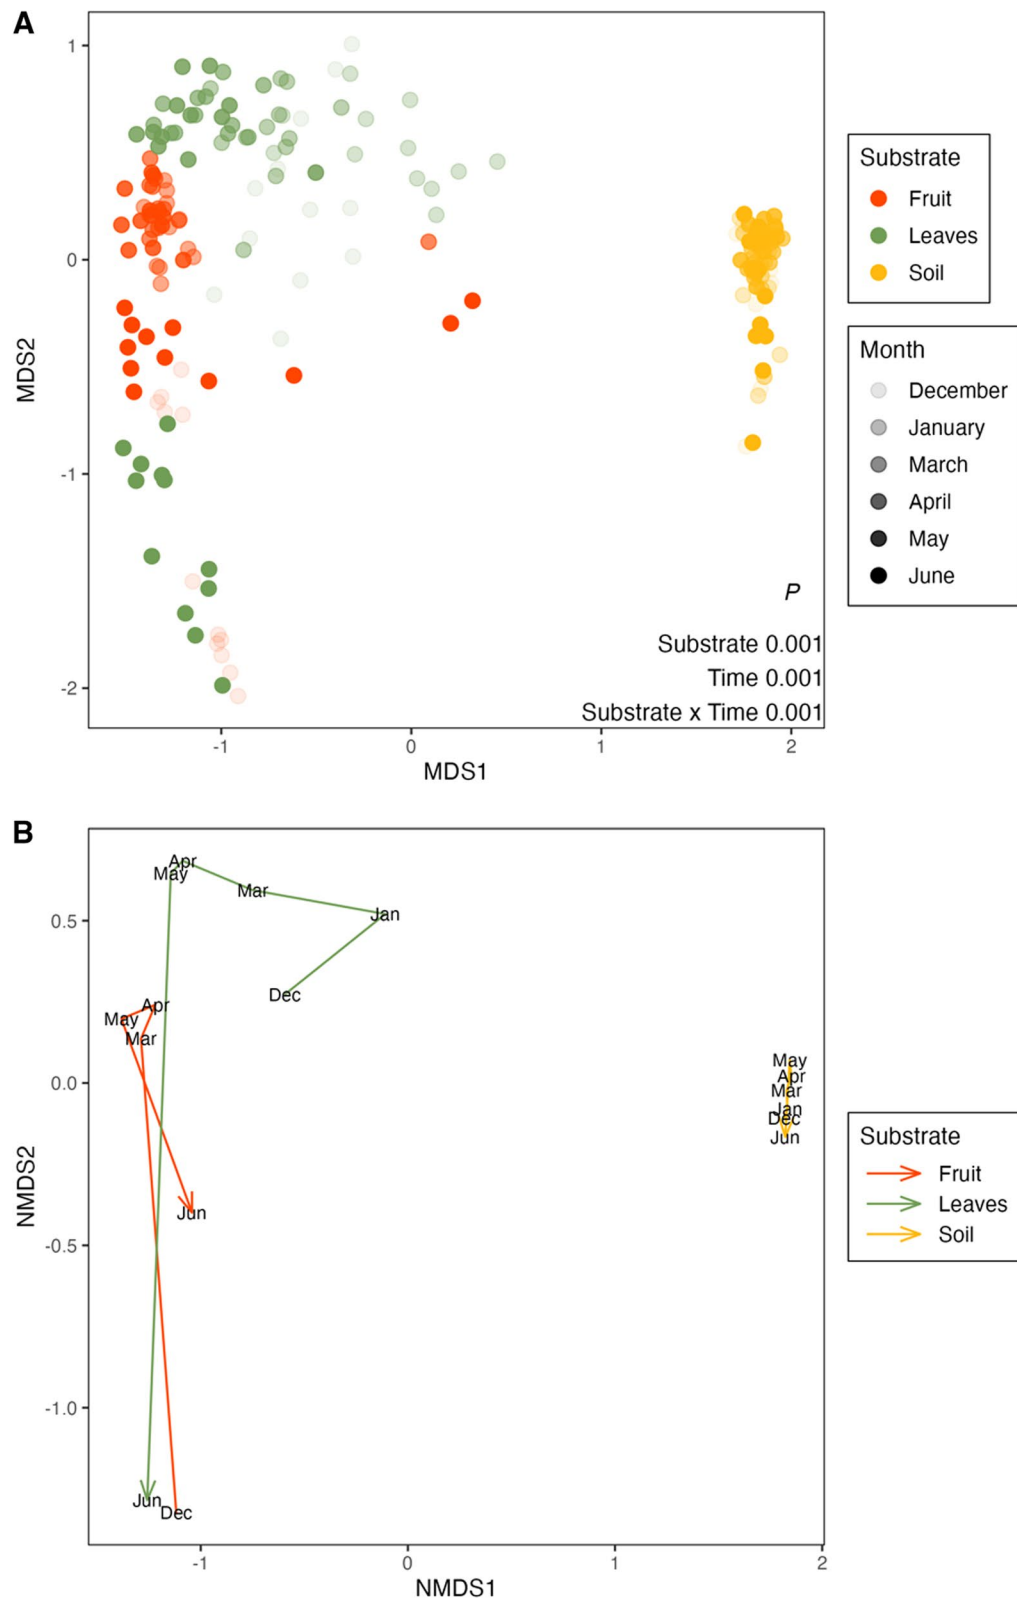 A
1
0
-1
-2
MDS2
-1
0
1
2
MDS1
P
Substrate 0.001
Time 0.001
Substrate x Time 0.001
Substrate
Fruit
Leaves
Soil
Month
December
January
March
April
May
June
B
0.5
0.0
-0.5
-1.0
NMDS2
-1
0
1
2
NMDS1
Apr
May
Mar
Jan
Dec
Apr
May
Mar
Jun
Jun
Dec
May
Apr
Mar
Jan
Dec
Jun
Substrate
Fruit
Leaves
Soil